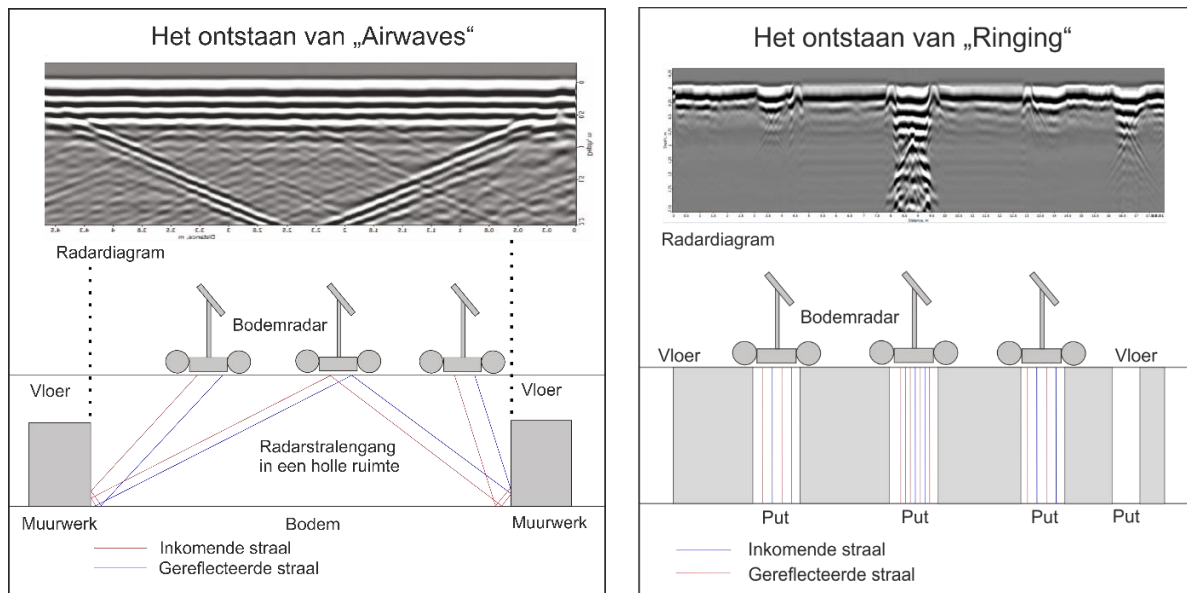 Het ontstaan van „Airwaves“
Radardiagram
Bodemradar
Vloer
Vloer
Radarstralengang
in een holle ruimte
Muurwerk
Bodem
Muurwerk
Inkomende straal
Gereflecteerde straal
Het ontstaan van „Ringing“
Radardiagram
Bodemradar
Vloer
Vloer
Put
Put
Put
Put
Inkomende straal
Gereflecteerde straal